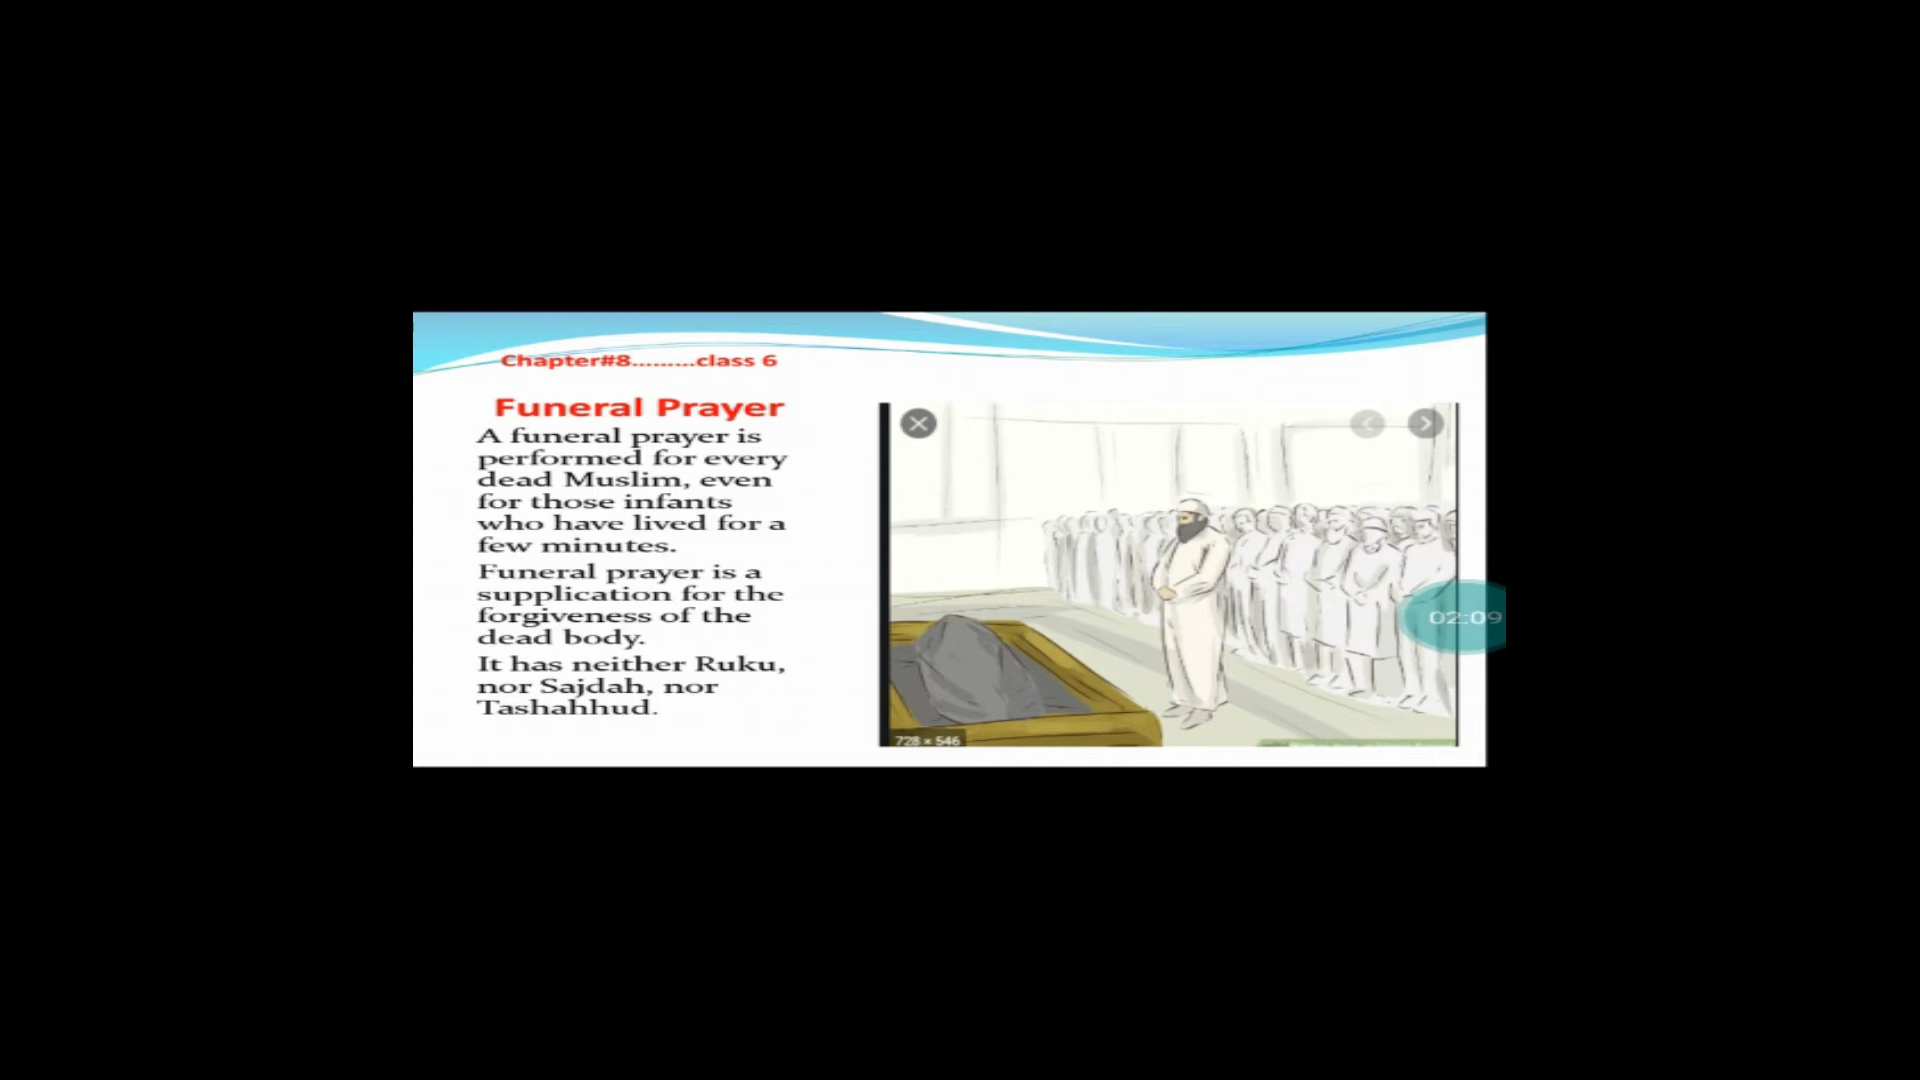 Chapter#8.........class 6
Funeral Prayer
A funeral prayer is
performed for every
dead Muslim, even
for those infants
who have lived for a
few minutes.
Funeral prayer is a
supplication for the
forgiveness of the
dead body.
It has neither Ruku,
nor Sajdah, nor
Tashahhud.
728 × 546
02:09